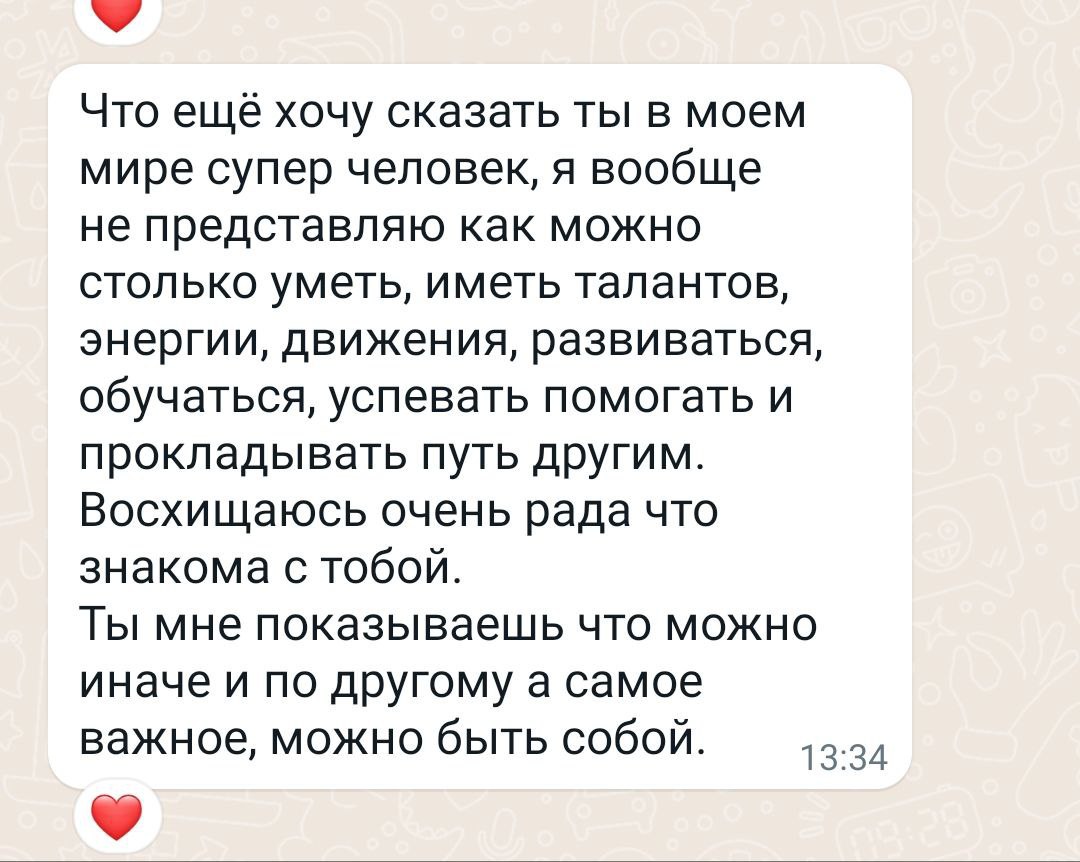 Что ещё хочу сказать ты в моем
мире супер человек, я вообще
не представляю как можно
столько уметь, иметь талантов,
энергии, движения, развиваться,
обучаться, успевать помогать и
прокладывать путь другим.
Восхищаюсь очень рада что
знакома с тобой.
Ты мне показываешь что можно
иначе и по другому а самое
важное, можно быть собой.
13:34
09:28